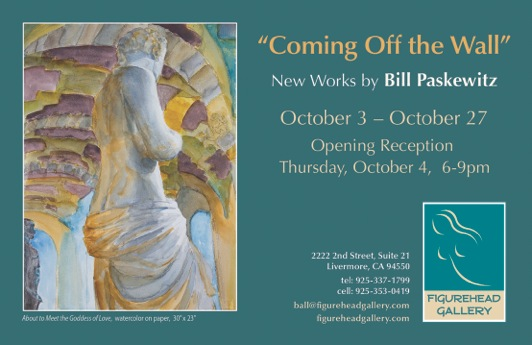 “Coming Off the Wall”
New Works by Bill Paskewitz
October 3 – October 27
Opening Reception
Thursday, October 4, 6-9pm
2222 2nd Street, Suite 21
Livermore, CA 94550
tel: 925-337-1799
cell: 925-353-0419
ball@figureheadgallery.com
figureheadgallery.com
FIGUREHEAD
GALLERY
About to Meet the Goddess of Love, watercolor on paper, 30" x 23"